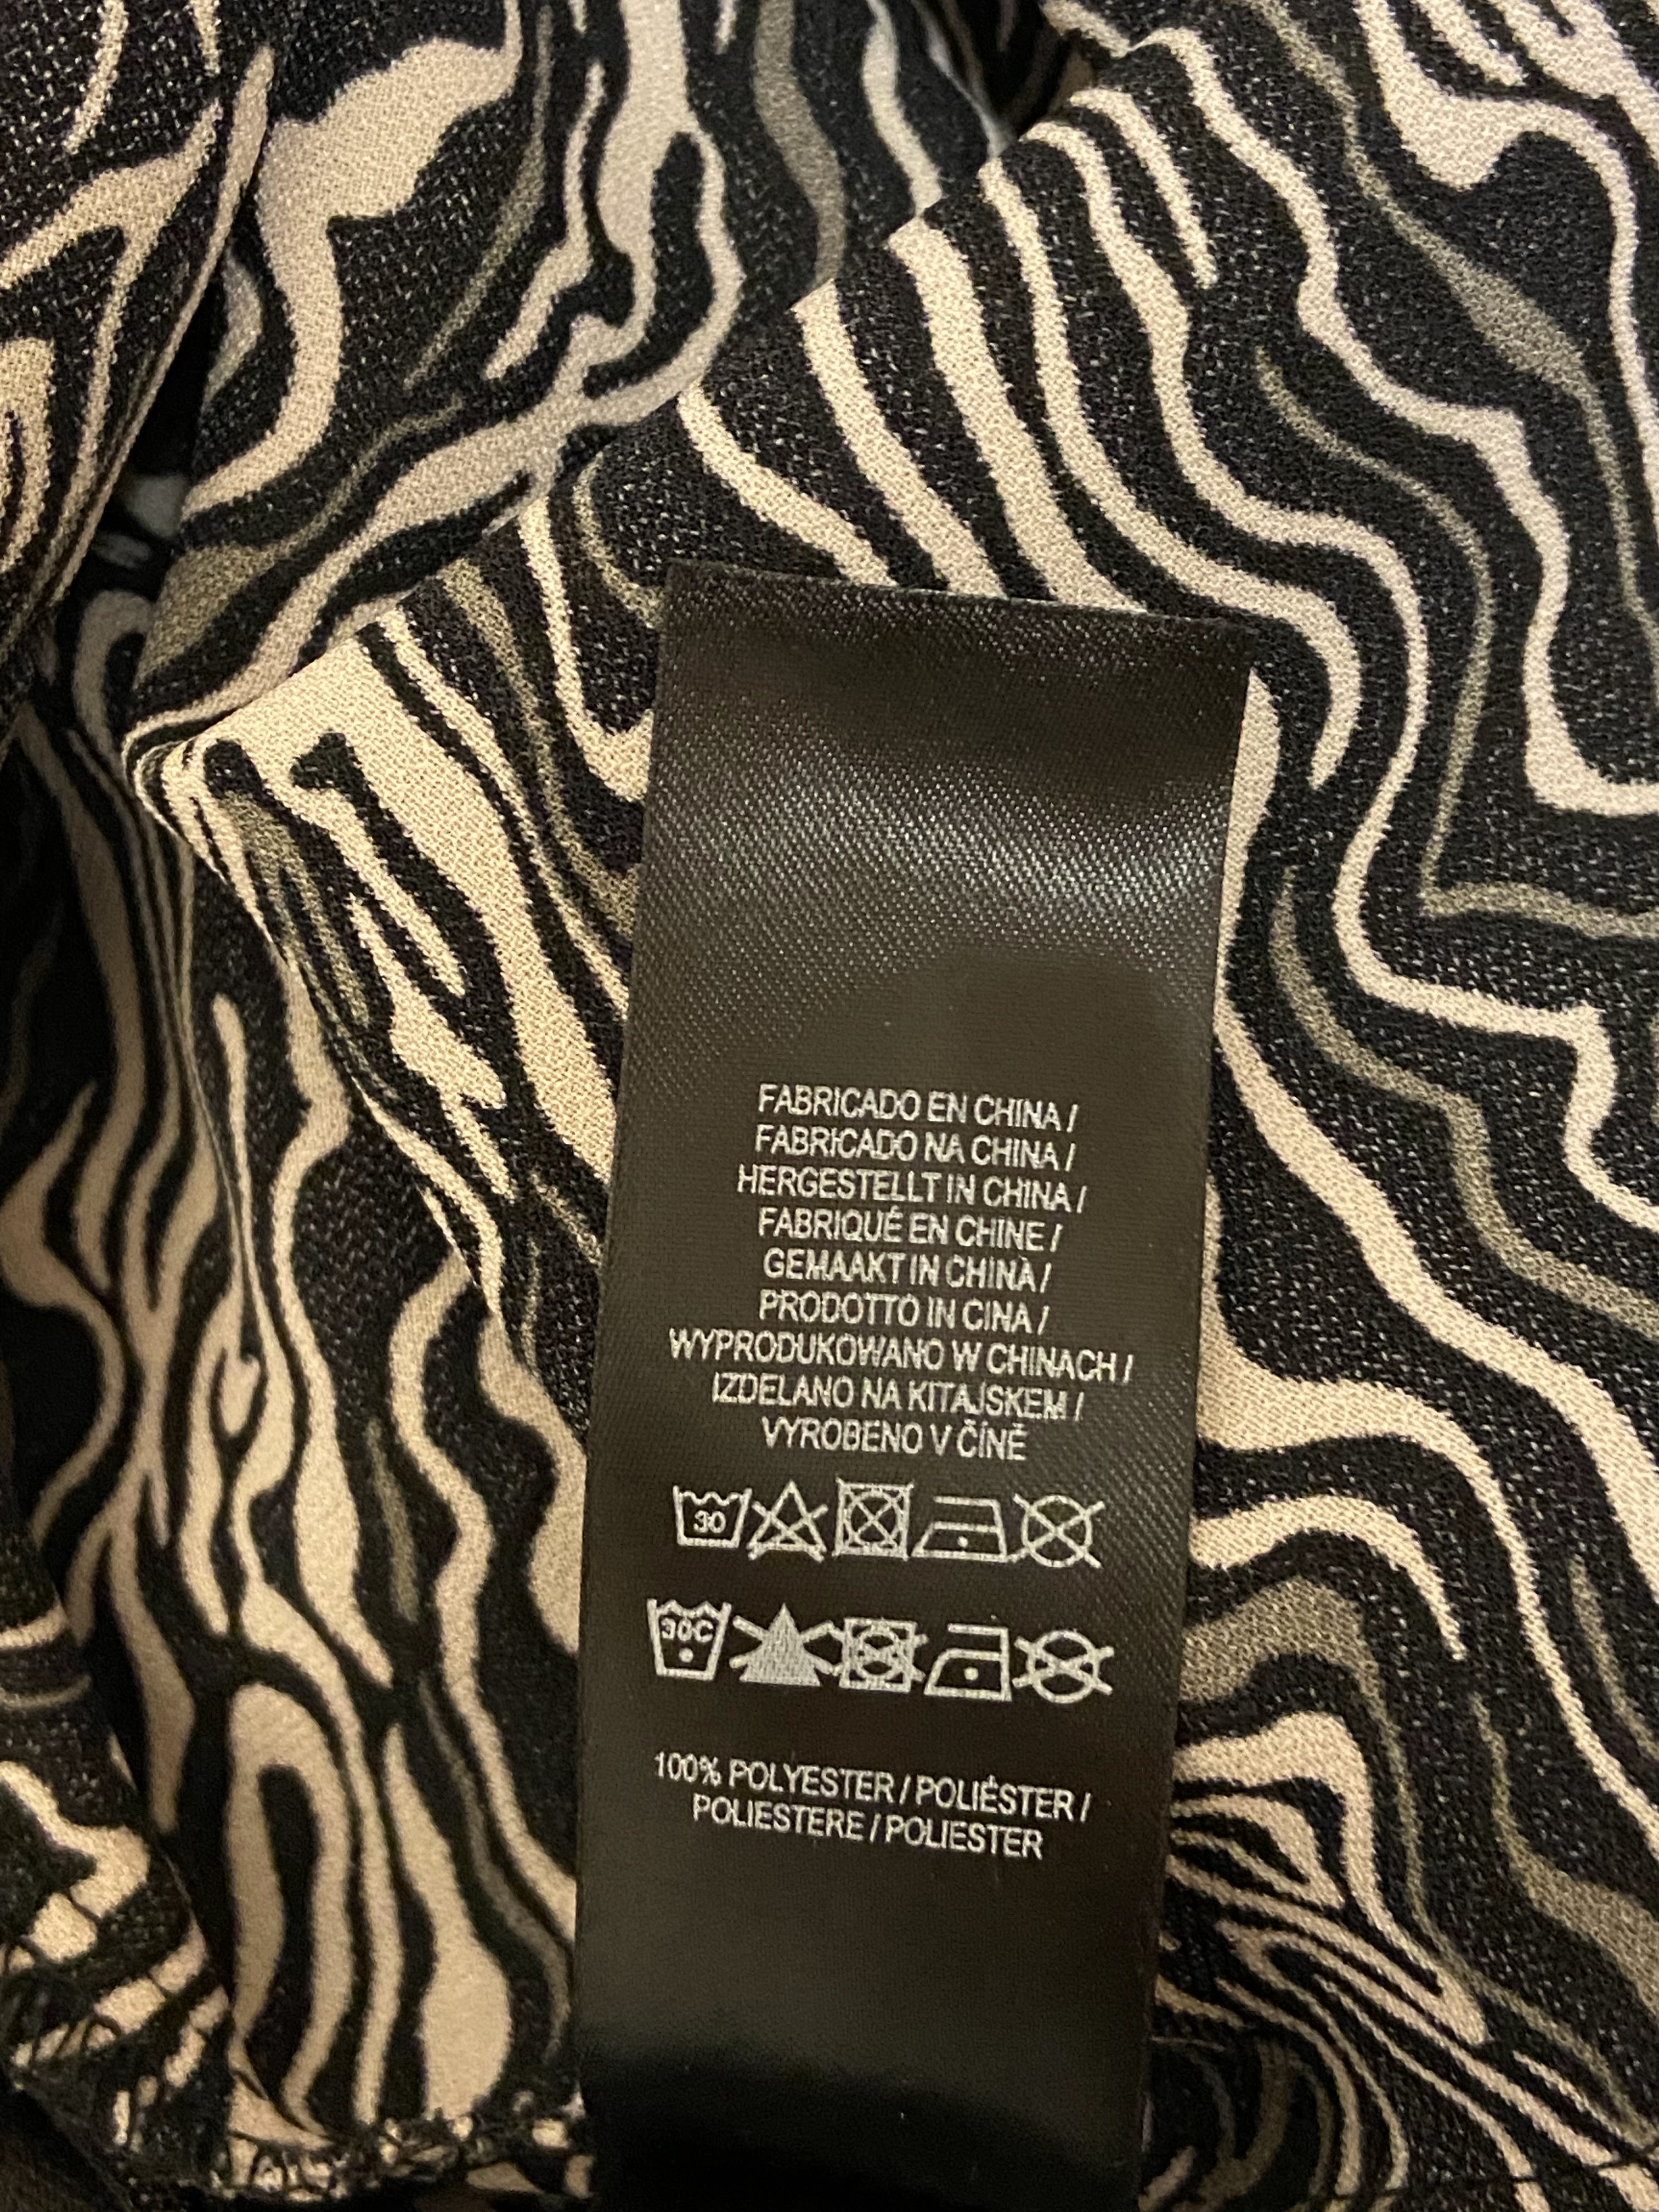 FABRICADO EN CHINA /
FABRICADO NA CHINA /
HERGESTELLT IN CHINA /
FABRIQUÉ EN CHINE /
GEMAAKT IN CHINA /
PRODOTTO IN CINA /
WYPRODUKOWANO W CHINACH /
IZDELANO NA KITAJSKEM /
VYROBENO V ČÍNĚ
30
30C
100% POLYESTER / POLIÉSTER /
POLIESTERE / POLIESTER